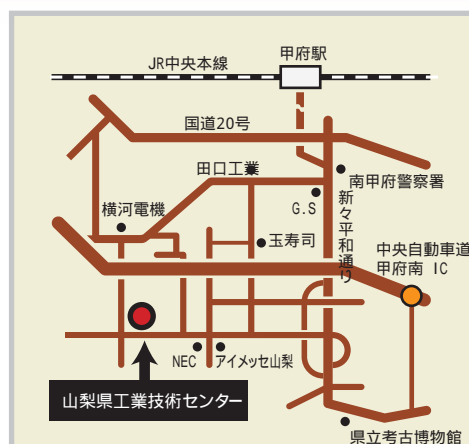 甲府駅
JR中央本線
国道20号
田口工業
南甲府警察署
G.S
新々平和通り
横河電機
玉寿司
中央自動車道
甲府南 IC
NEC
アイメッセ山梨
山梨県工業技術センター
県立考古博物館